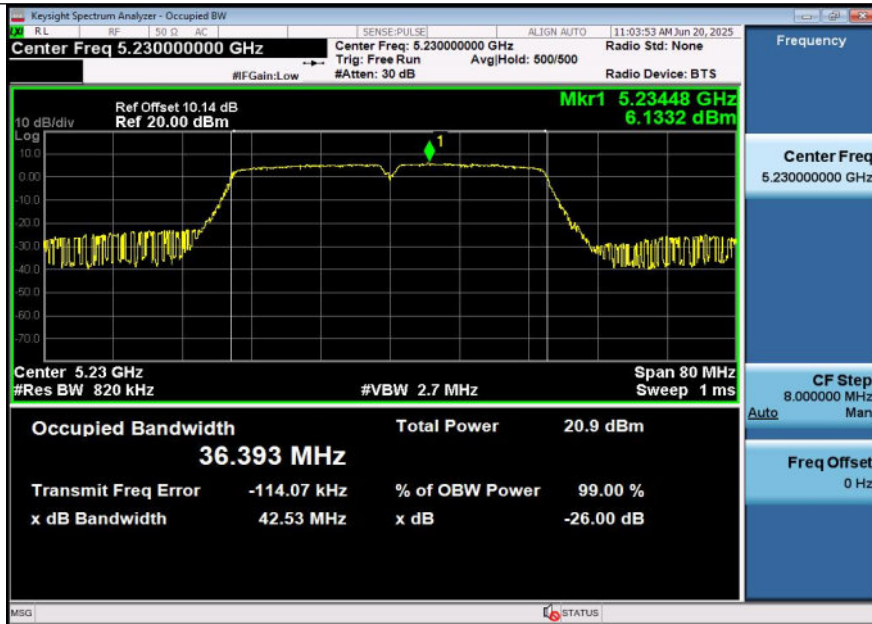 Keysight Spectrum Analyzer - Occupied BW
RL RF 50 Ω AC SENSE:PULSE ALIGN AUTO 11:03:53 AM Jun 20, 2025
Center Freq 5.230000000 GHz Center Freq: 5.230000000 GHz Radio Std: None
Trig: Free Run Avg|Hold: 500/500
#IFGain:Low #Atten: 30 dB Radio Device: BTS
Frequency
Ref Offset 10.14 dB Mkr1 5.23448 GHz
10 dB/div Ref 20.00 dBm 6.1332 dBm
Log
1
10.0
0.00
-10.0
-20.0
-30.0
-40.0
-50.0
-60.0
-70.0
Center 5.23 GHz Span 80 MHz
#Res BW 820 kHz #VBW 2.7 MHz Sweep 1 ms
Occupied Bandwidth Total Power 20.9 dBm
36.393 MHz
Transmit Freq Error -114.07 kHz % of OBW Power 99.00 %
x dB Bandwidth 42.53 MHz x dB -26.00 dB
Center Freq
5.230000000 GHz
CF Step
8.000000 MHz
Auto Man
Freq Offset
0 Hz
MSG STATUS